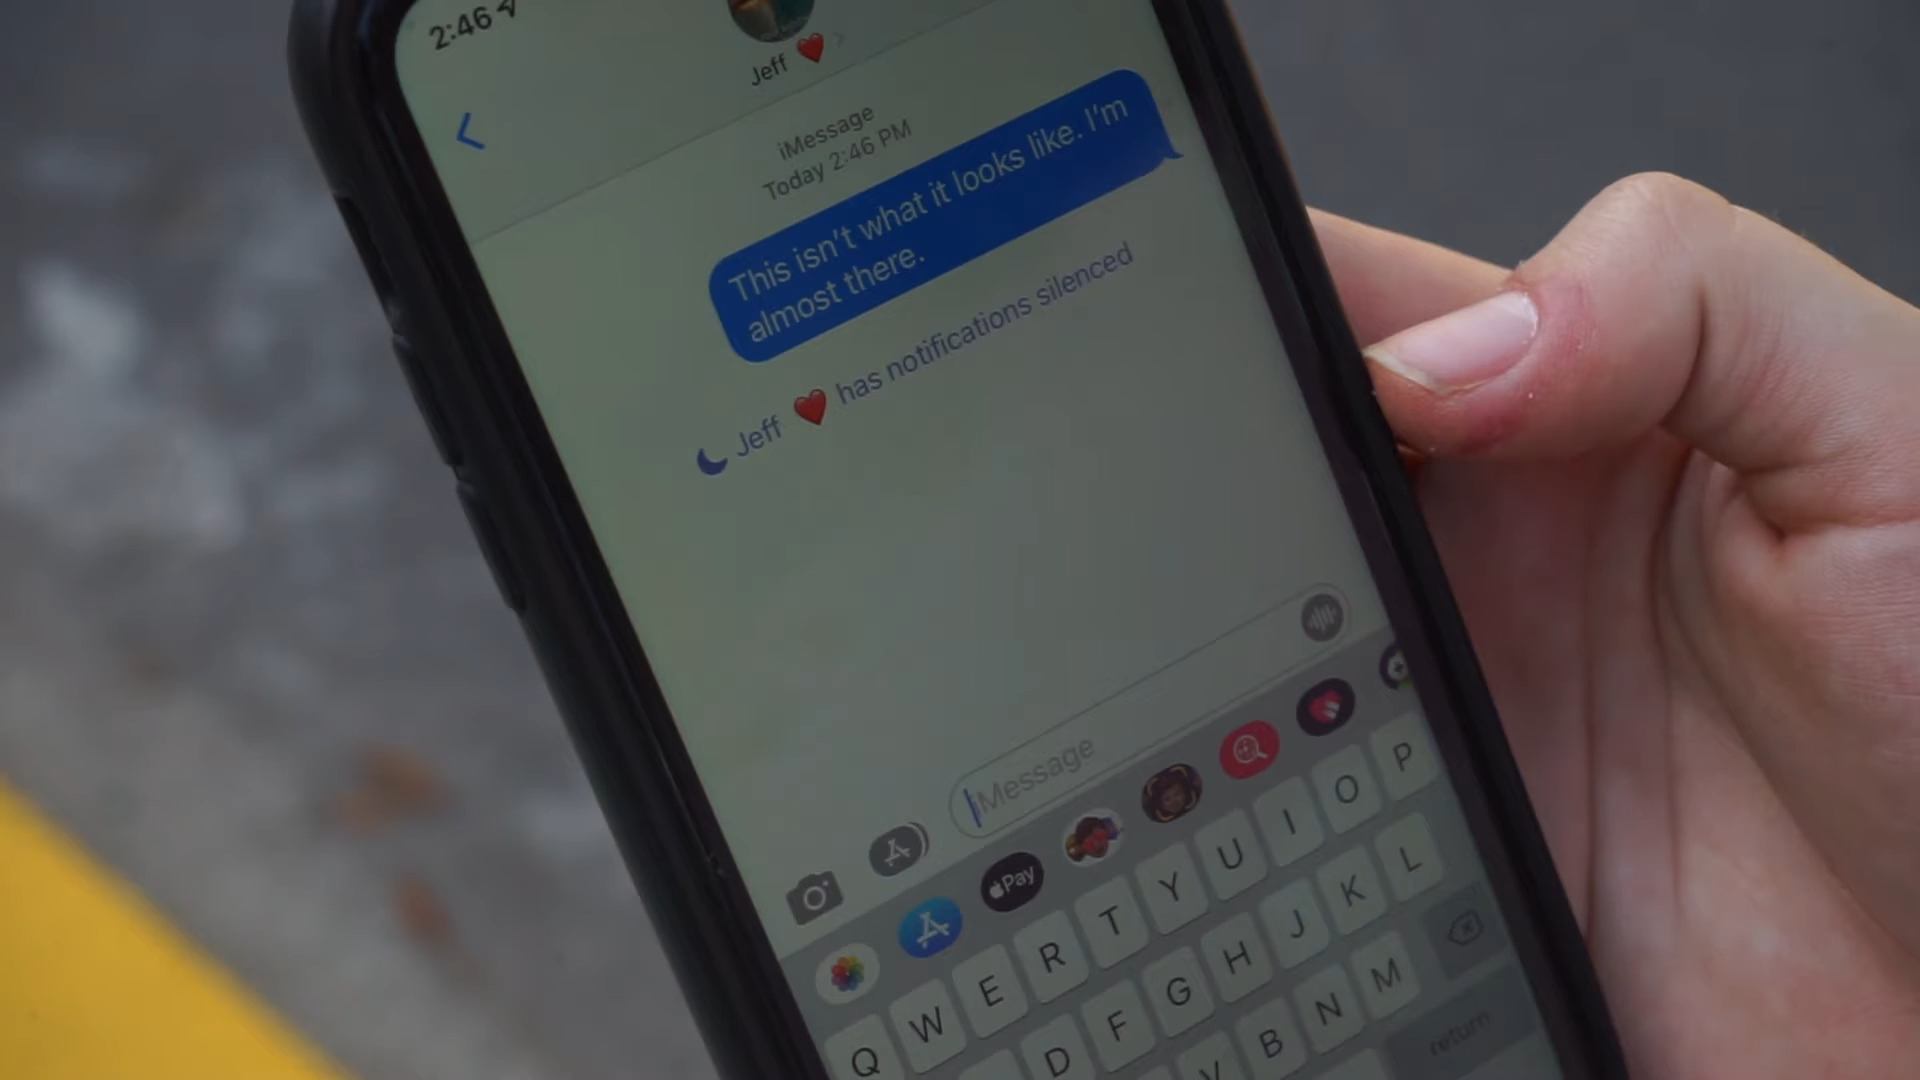 2:46
Jeff ❤️
iMessage
Today 2:46 PM
This isn't what it looks like. I'm
almost there.
Jeff ❤️ has notifications silenced
iMessage
Pay
Q W E R T Y U I O P
D F G H J K L
V B N M
return